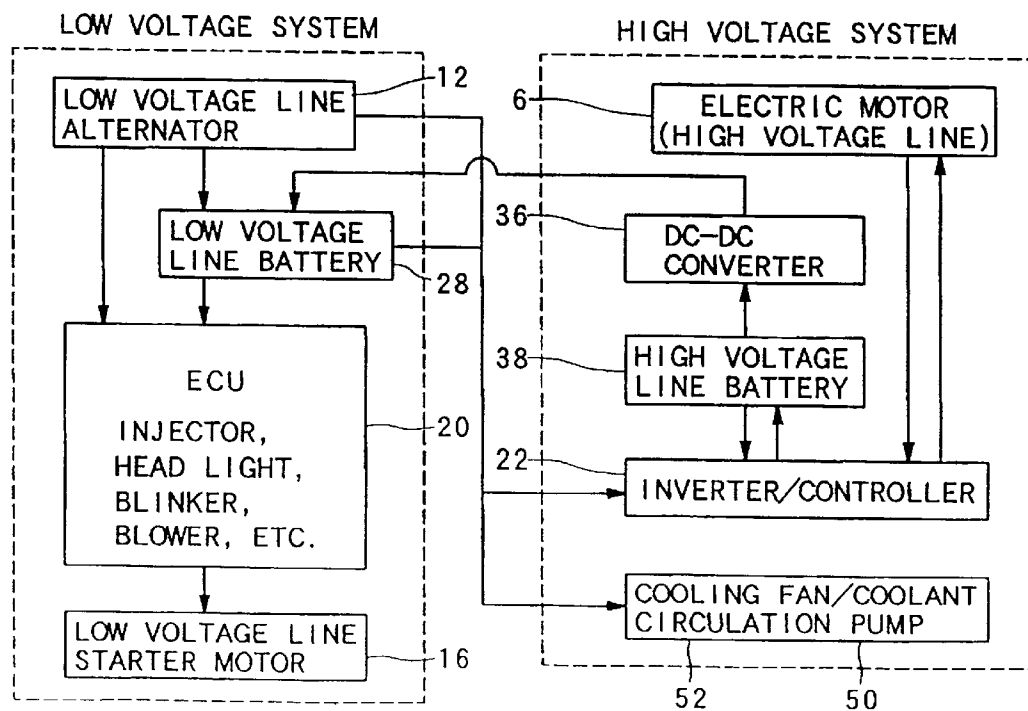 LOW VOLTAGE SYSTEM
LOW VOLTAGE LINE
ALTERNATOR
12
LOW VOLTAGE
LINE BATTERY
28
ECU
INJECTOR,
HEAD LIGHT,
BLINKER,
BLOWER, ETC.
20
LOW VOLTAGE LINE
STARTER MOTOR
16
HIGH VOLTAGE SYSTEM
6
ELECTRIC MOTOR
(HIGH VOLTAGE LINE)
36
DC-DC
CONVERTER
38
HIGH VOLTAGE
LINE BATTERY
22
INVERTER/CONTROLLER
COOLING FAN/COOLANT
CIRCULATION PUMP
52
50